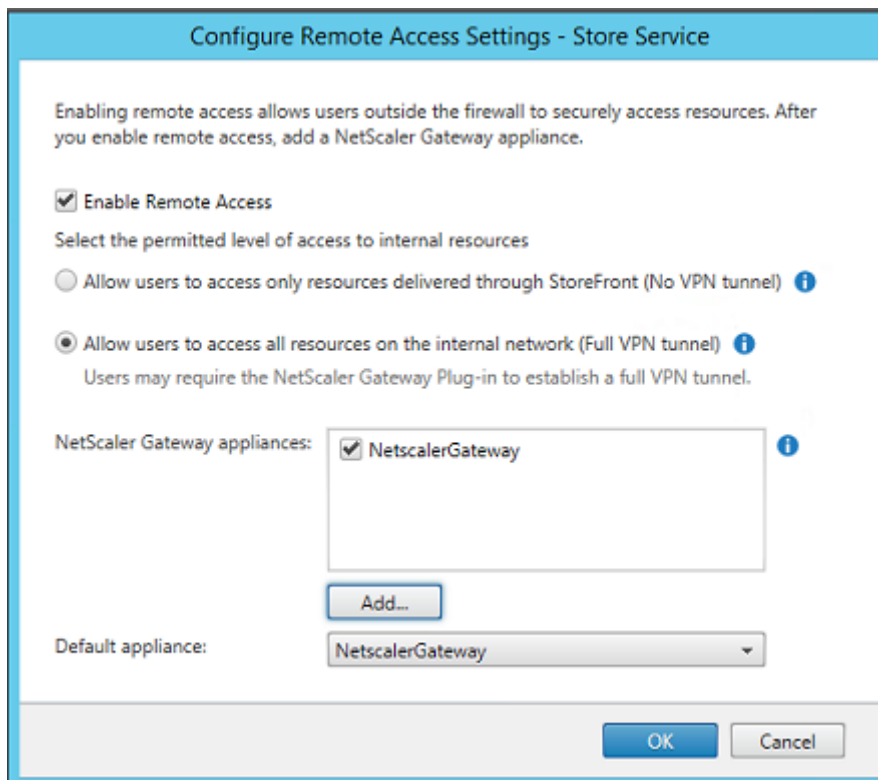 Configure Remote Access Settings - Store Service
Enabling remote access allows users outside the firewall to securely access resources. After
you enable remote access, add a NetScaler Gateway appliance.
Enable Remote Access
Select the permitted level of access to internal resources
Allow users to access only resources delivered through StoreFront (No VPN tunnel)
Allow users to access all resources on the internal network (Full VPN tunnel)
Users may require the NetScaler Gateway Plug-in to establish a full VPN tunnel.
NetScaler Gateway appliances:
NetscalerGateway
Add...
Default appliance:
NetscalerGateway
OK
Cancel